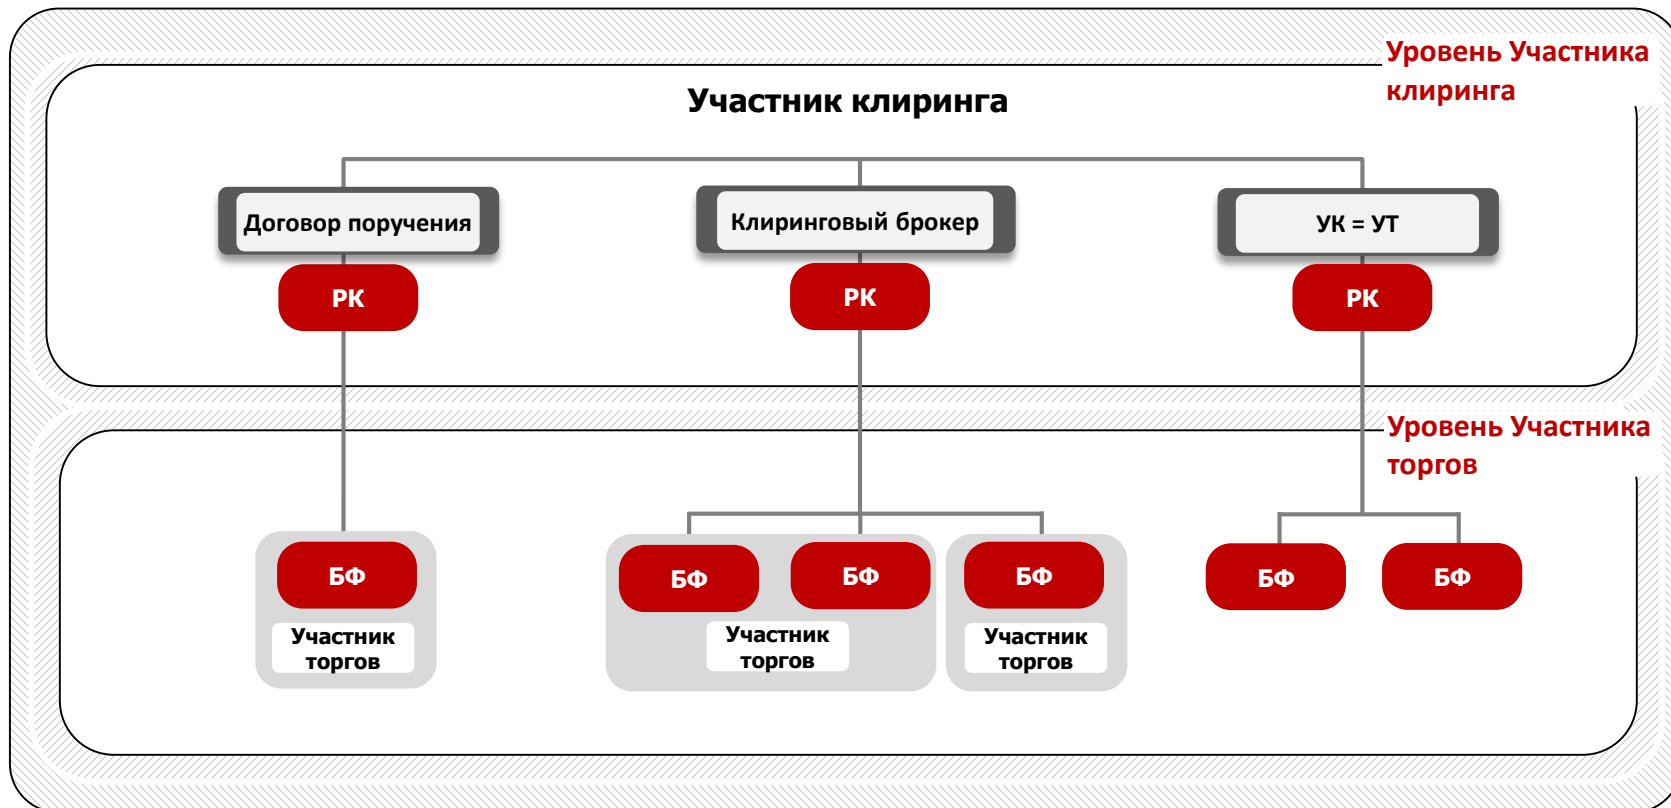 Уровень Участника
клиринга
Участник клиринга
Договор поручения
Клиринговый брокер
УК = УТ
РК
РК
РК
Уровень Участника
торгов
БФ
БФ
БФ
БФ
БФ
БФ
Участник
торгов
Участник
торгов
Участник
торгов